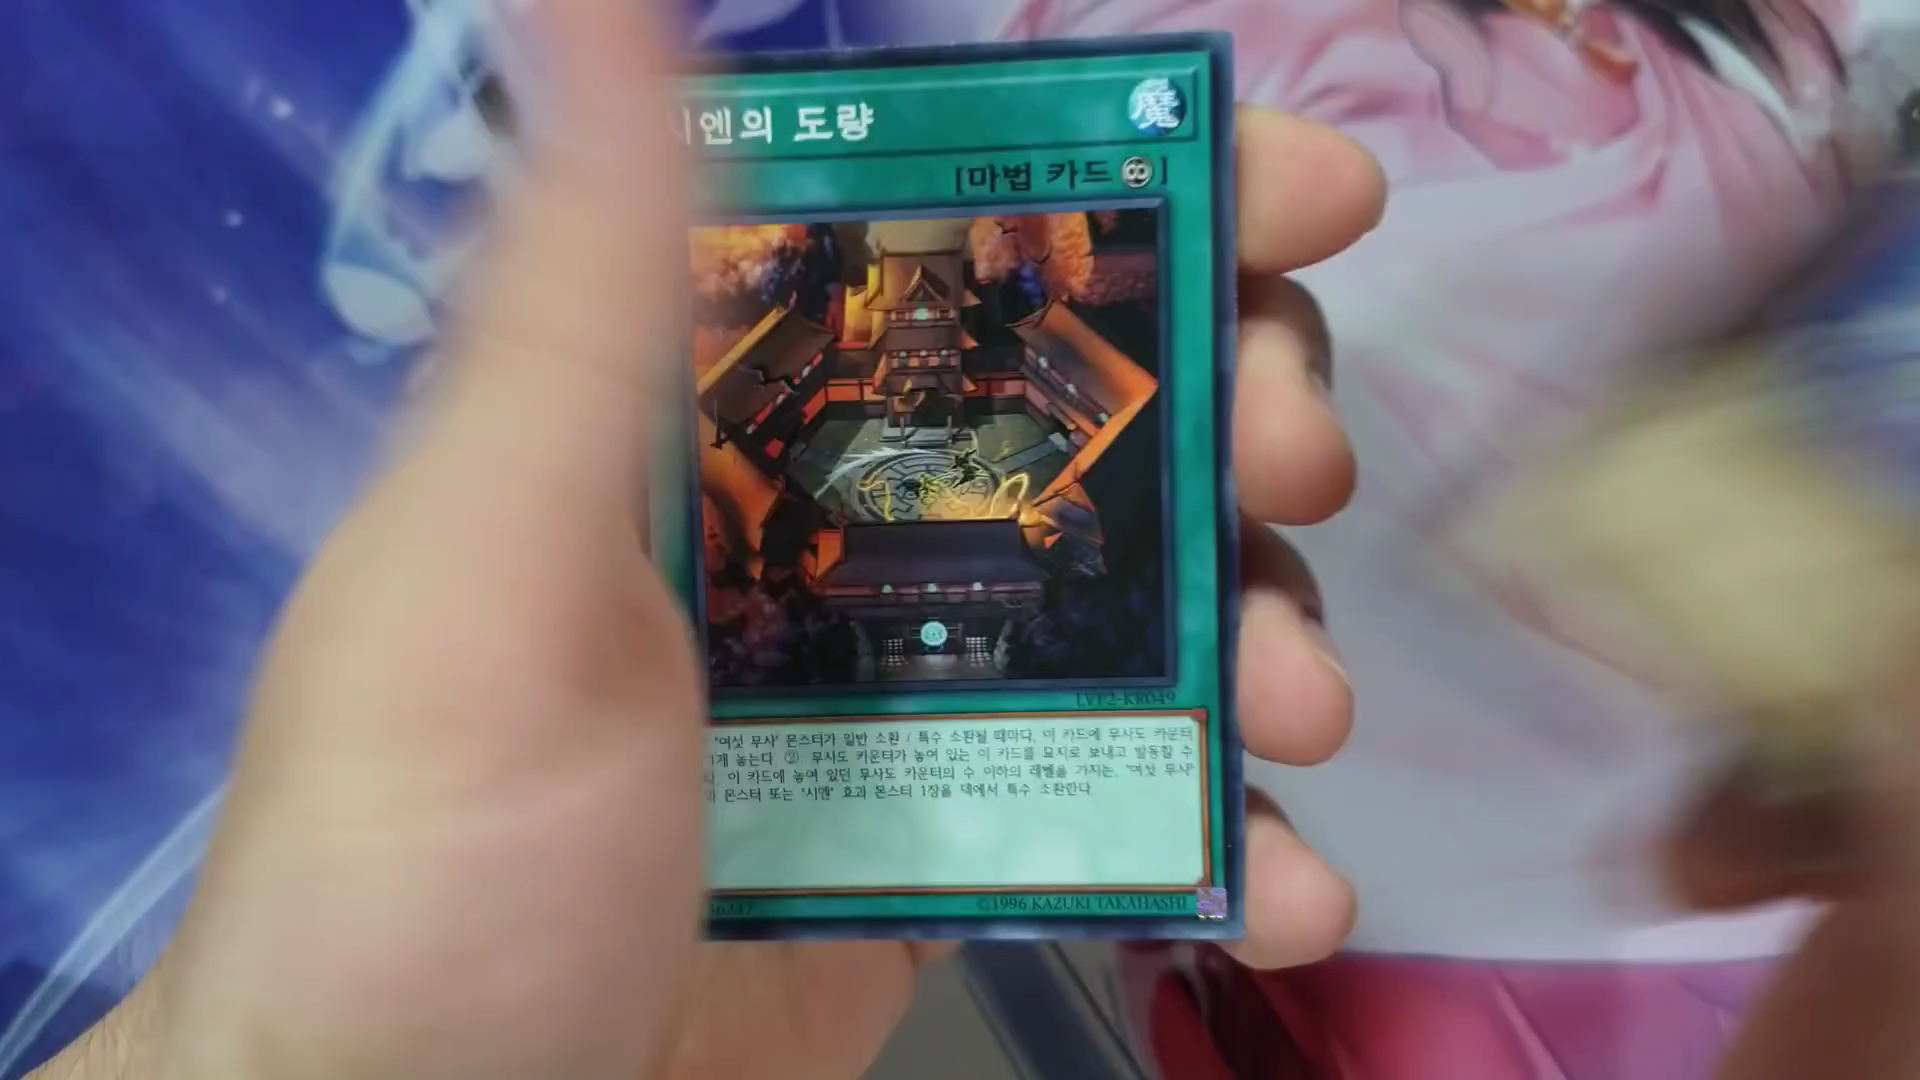 시엔의 도량
魔
[마법 카드 ∞]
LVP2-KR049
"여섯 무사" 몬스터가 일반 소환 / 특수 소환될 때마다, 이 카드에 무사도 카운터
1개 놓는다. ②: 무사도 카운터가 놓여 있는 이 카드를 묘지로 보내고 발동할 수
다. 이 카드에 놓여 있던 무사도 카운터의 수 이하의 레벨을 가지는, "여섯 무사"
과 몬스터 또는 "시엔" 효과 몬스터 1장을 덱에서 특수 소환한다.
36247
©1996 KAZUKI TAKAHASHI